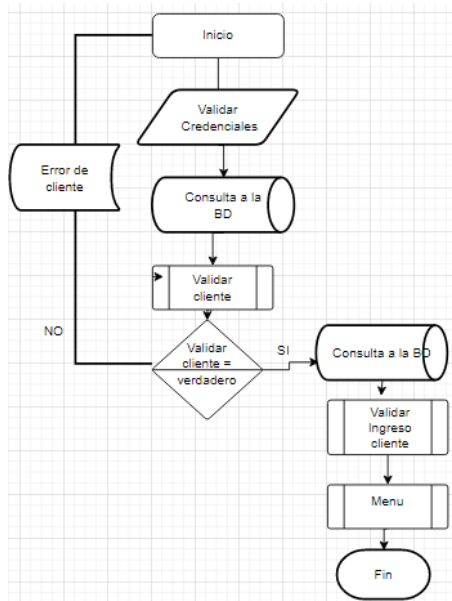 Inicio
Validar
Credenciales
Error de
cliente
Consulta a la
BD
Validar
cliente
NO
Validar
cliente =
verdadero
SI
Consulta a la BD
Validar
Ingreso
cliente
Menu
Fin